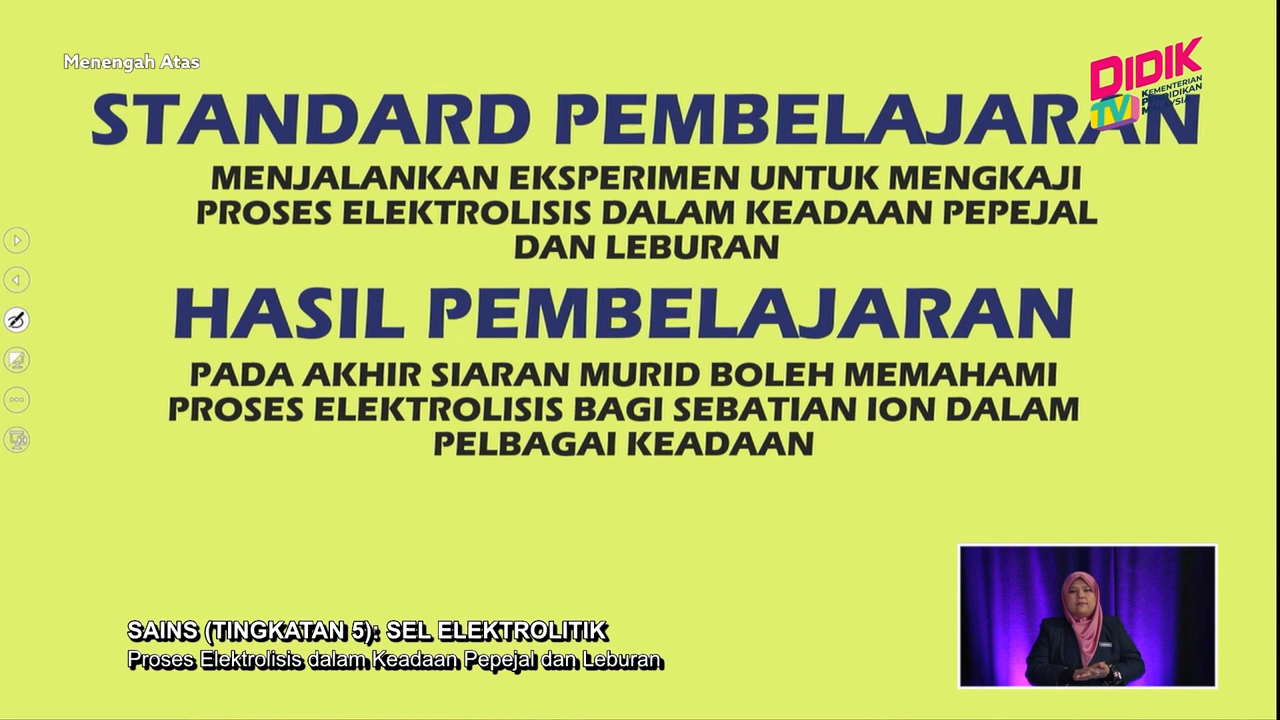 Menengah Atas
DIDIK
TV
KEMENTERIAN
PENDIDIKAN
MALAYSIA
STANDARD PEMBELAJARAN
MENJALANKAN EKSPERIMEN UNTUK MENGKAJI
PROSES ELEKTROLISIS DALAM KEADAAN PEPEJAL
DAN LEBURAN
HASIL PEMBELAJARAN
PADA AKHIR SIARAN MURID BOLEH MEMAHAMI
PROSES ELEKTROLISIS BAGI SEBATIAN ION DALAM
PELBAGAI KEADAAN
SAINS (TINGKATAN 5): SEL ELEKTROLITIK
Proses Elektrolisis dalam Keadaan Pepejal dan Leburan